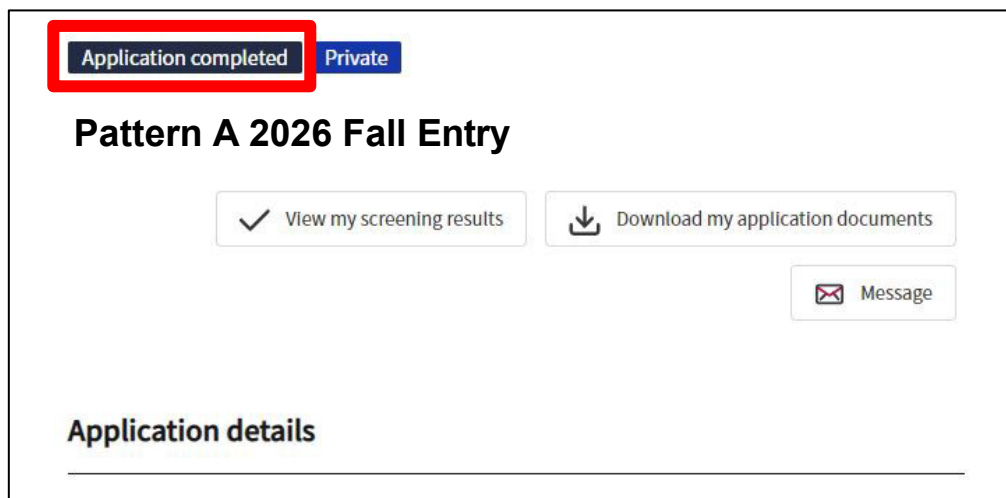 Application completed Private
Pattern A 2026 Fall Entry
View my screening results Download my application documents
Message
Application details